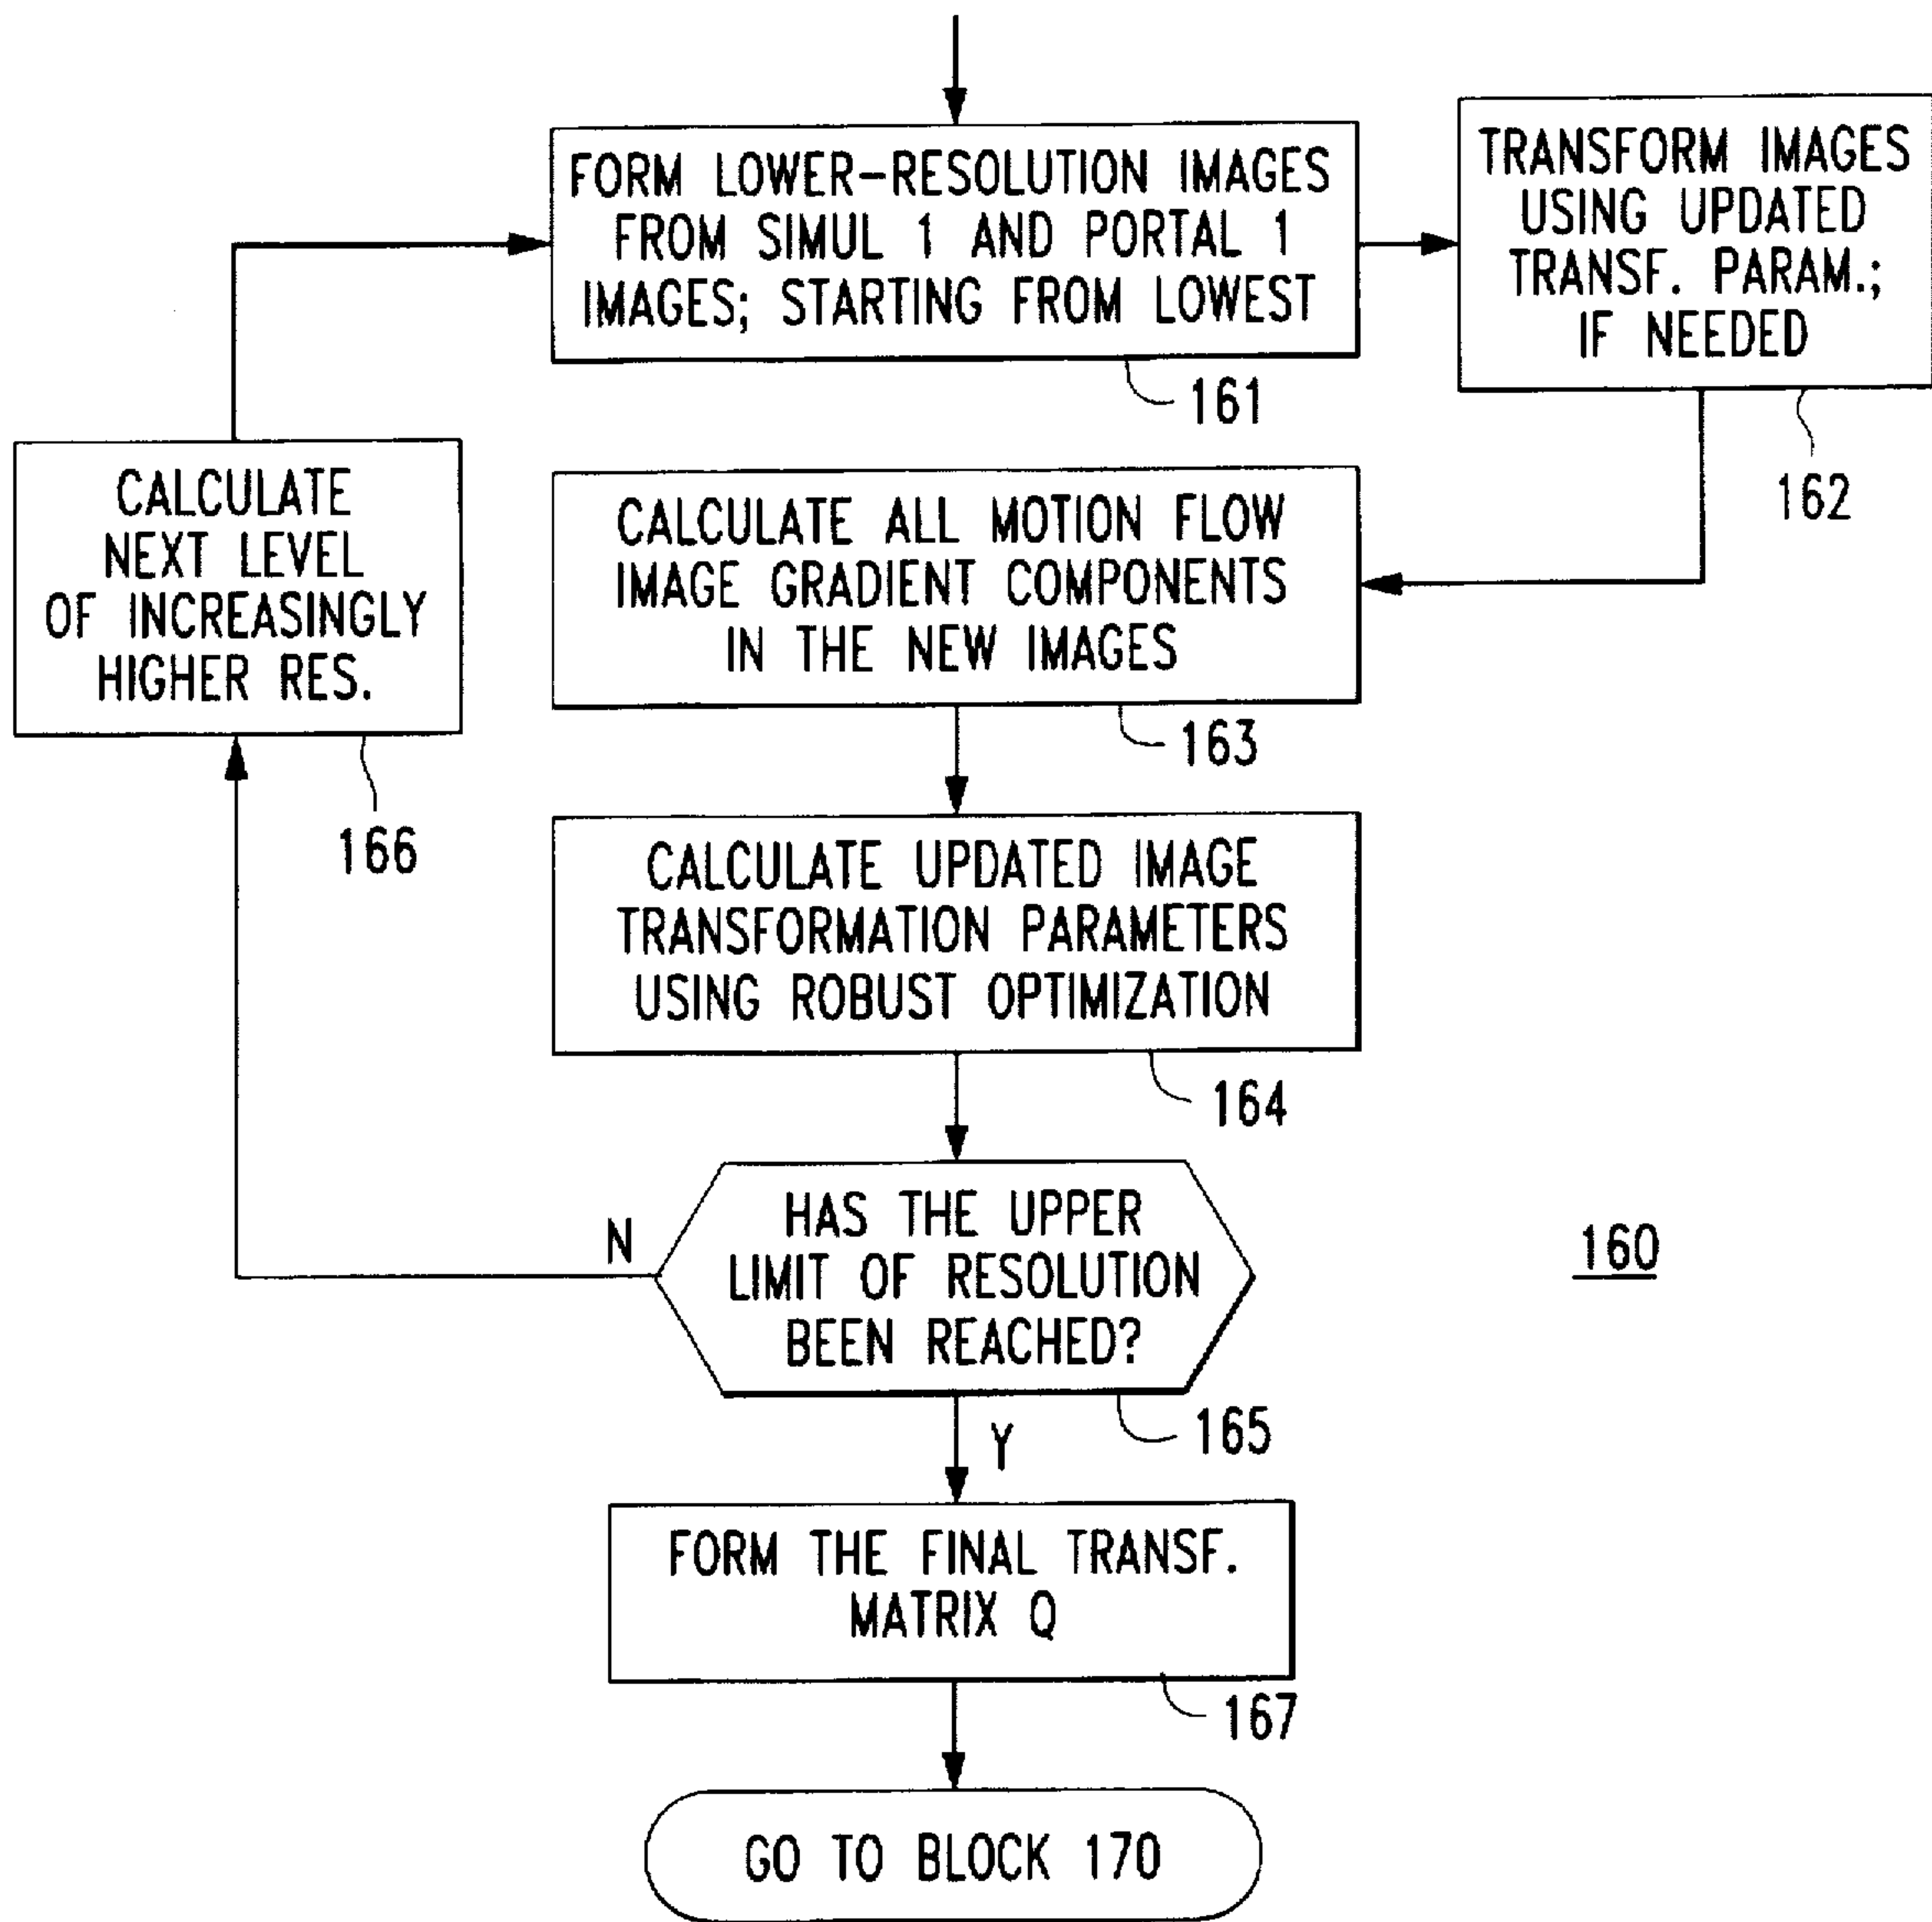 FORM LOWER-RESOLUTION IMAGES
FROM SIMUL 1 AND PORTAL 1
IMAGES; STARTING FROM LOWEST
161
TRANSFORM IMAGES
USING UPDATED
TRANSF. PARAM.;
IF NEEDED
162
CALCULATE ALL MOTION FLOW
IMAGE GRADIENT COMPONENTS
IN THE NEW IMAGES
163
CALCULATE UPDATED IMAGE
TRANSFORMATION PARAMETERS
USING ROBUST OPTIMIZATION
164
HAS THE UPPER
LIMIT OF RESOLUTION
BEEN REACHED?
165
N
CALCULATE
NEXT LEVEL
OF INCREASINGLY
HIGHER RES.
166
Y
FORM THE FINAL TRANSF.
MATRIX Q
167
GO TO BLOCK 170
160